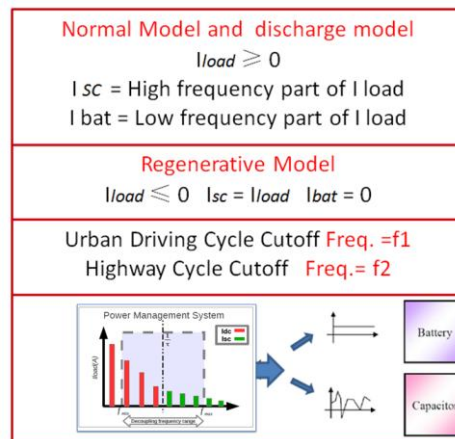 Normal Model and discharge model
Iload ⩾ 0
I sc = High frequency part of I load
I bat = Low frequency part of I load
Regenerative Model
Iload ⩽ 0 Isc = Iload Ibat = 0
Urban Driving Cycle Cutoff Freq. =f1
Highway Cycle Cutoff Freq.= f2
Power Management System
Iload(A)
Idc
Isc
Decoupling frequency range
Battery
Capacitor